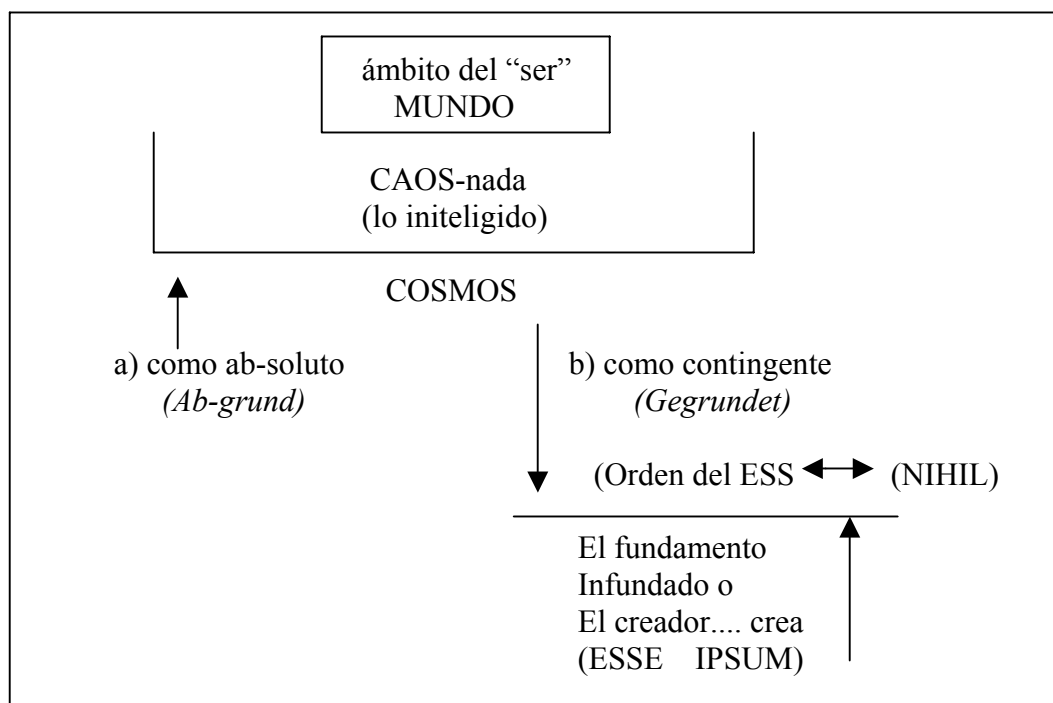 ámbito del “ser”
MUNDO
CAOS-nada
(lo initeligido)
COSMOS
a) como ab-soluto
(Ab-grund)
b) como contingente
(Gegrundet)
(Orden del ESS
(NIHIL)
El fundamento
Infundado o
El creador.... crea
(ESSE IPSUM)